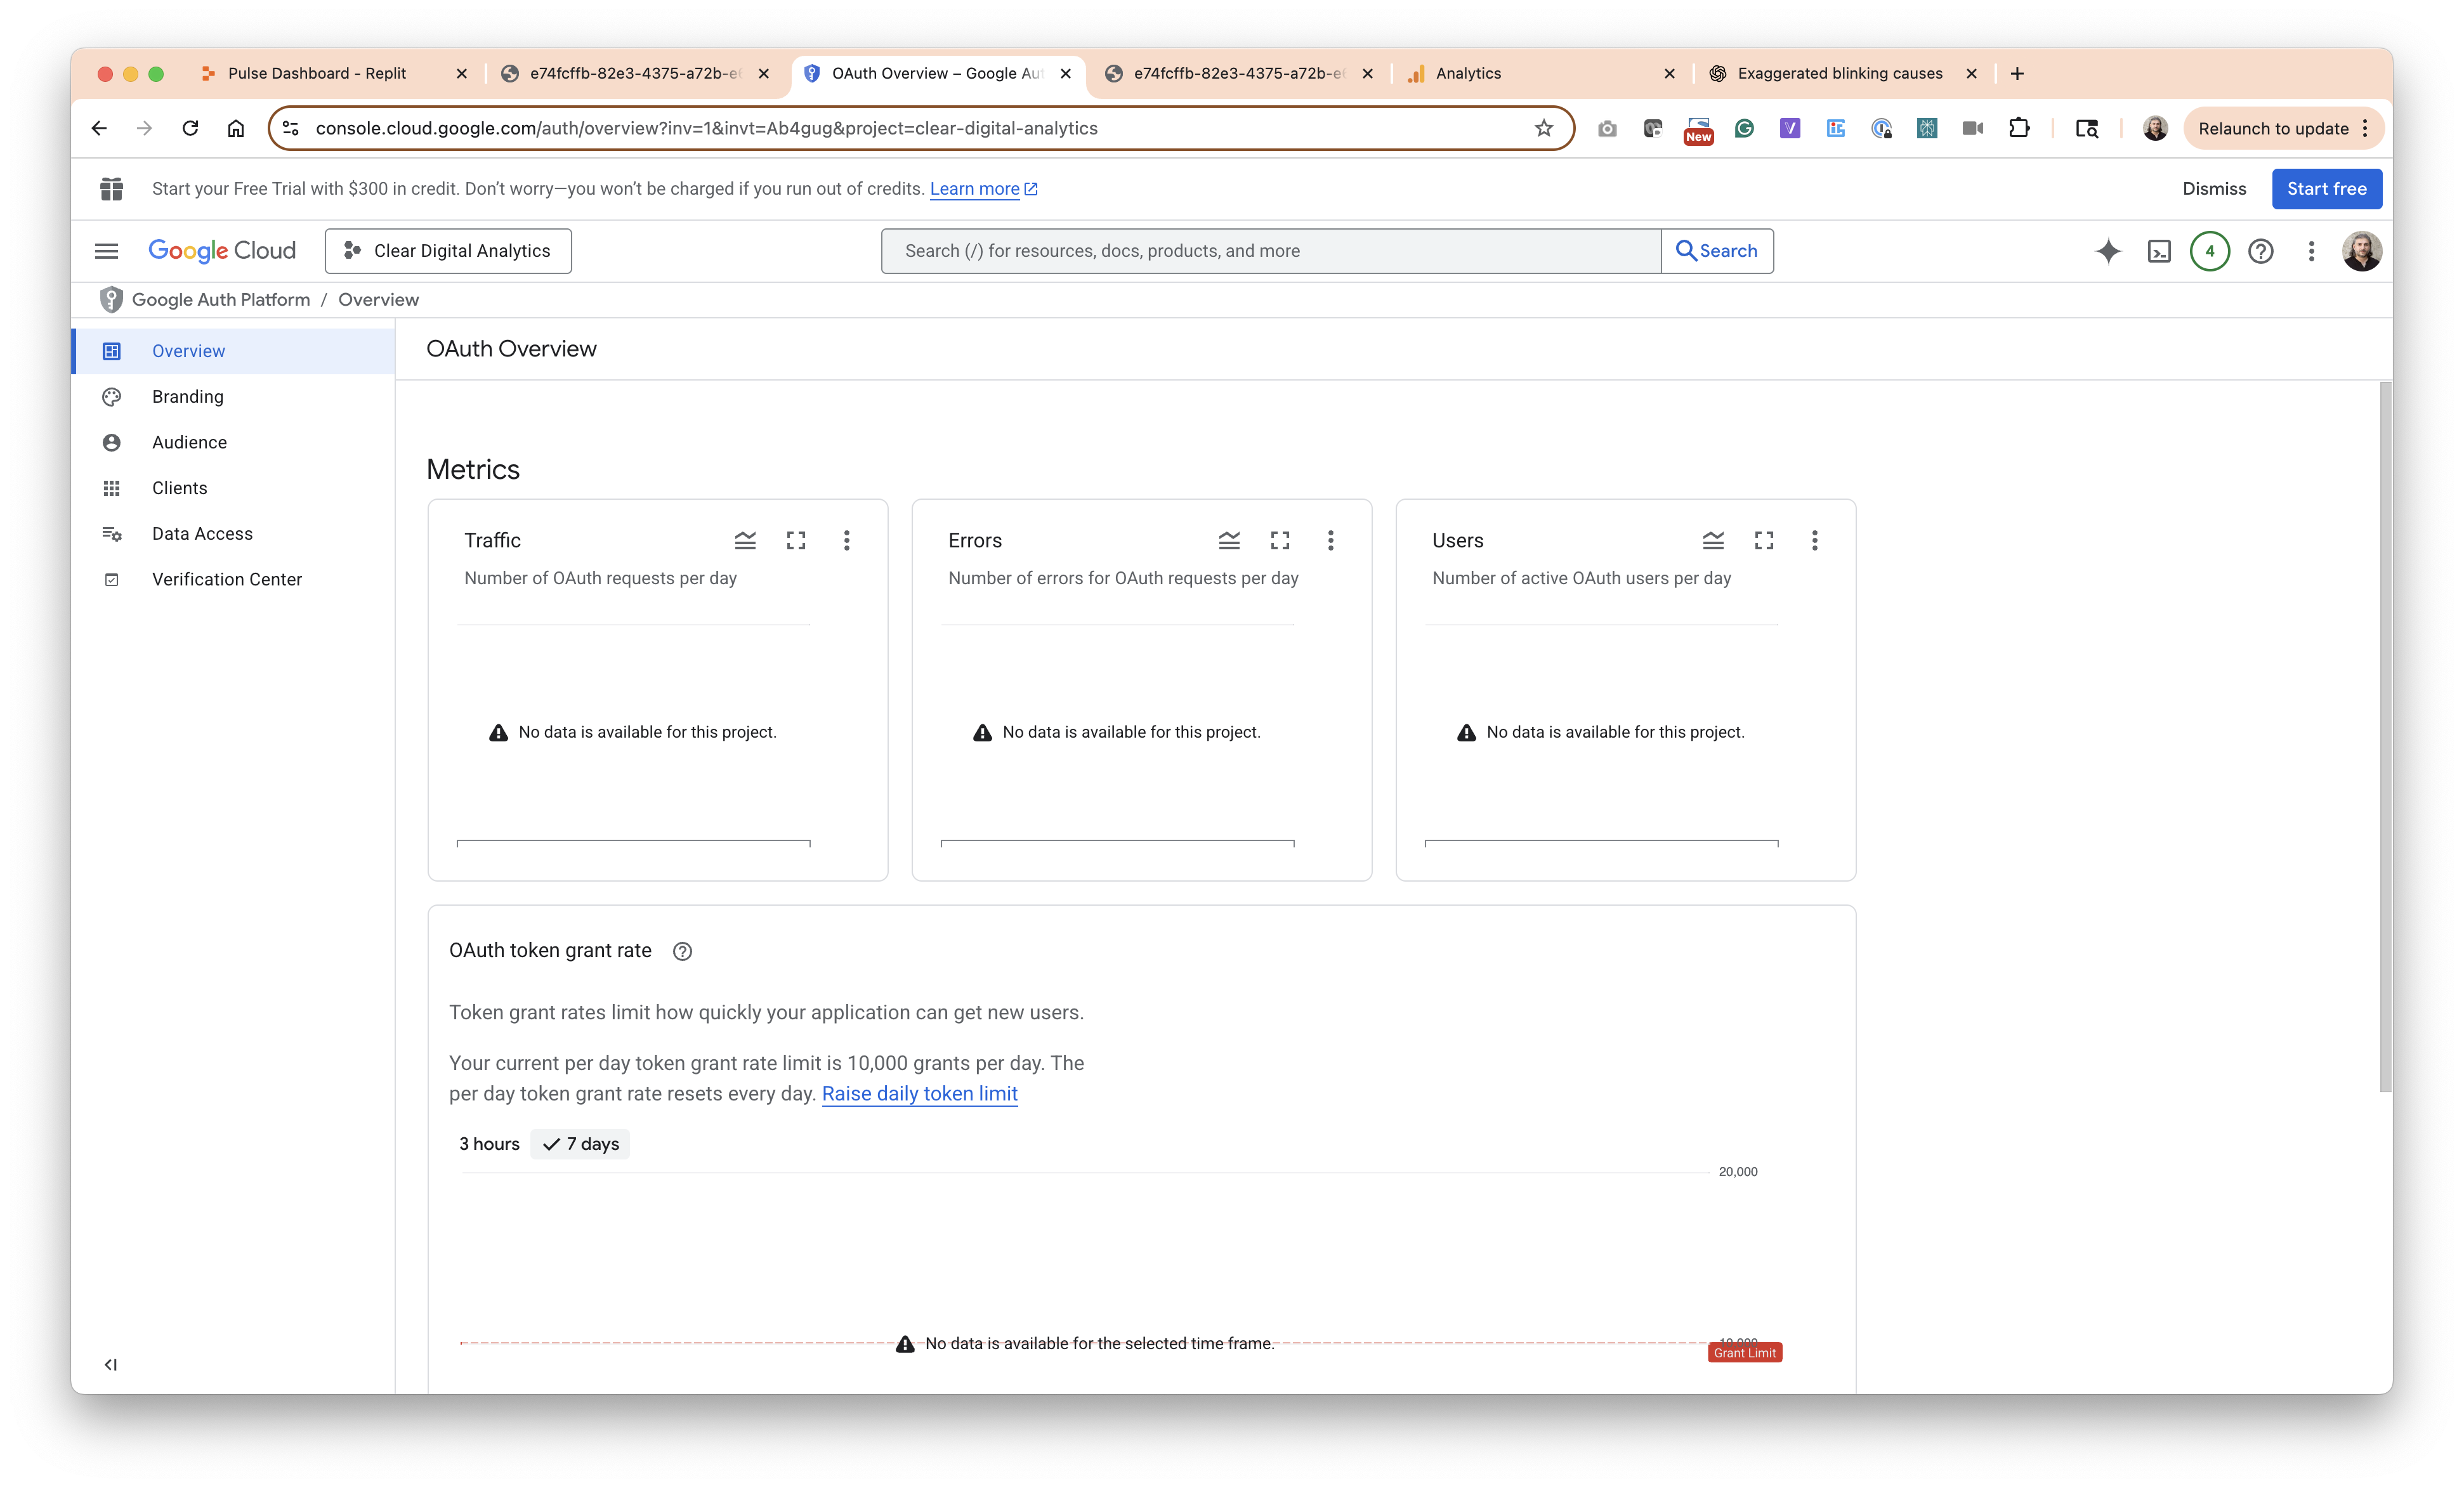 Pulse Dashboard - Replit
e74fcffb-82e3-4375-a72b-e
OAuth Overview – Google Au
e74fcffb-82e3-4375-a72b-e
Analytics
Exaggerated blinking causes
console.cloud.google.com/auth/overview?inv=1&invt=Ab4gug&project=clear-digital-analytics
New
Relaunch to update
Start your Free Trial with $300 in credit. Don't worry—you won't be charged if you run out of credits. Learn more
Dismiss
Start free
Google Cloud
Clear Digital Analytics
Search (/) for resources, docs, products, and more
Search
4
Google Auth Platform / Overview
Overview
Branding
Audience
Clients
Data Access
Verification Center
OAuth Overview
Metrics
Traffic
Number of OAuth requests per day
No data is available for this project.
Errors
Number of errors for OAuth requests per day
No data is available for this project.
Users
Number of active OAuth users per day
No data is available for this project.
OAuth token grant rate
Token grant rates limit how quickly your application can get new users.
Your current per day token grant rate limit is 10,000 grants per day. The
per day token grant rate resets every day. Raise daily token limit
3 hours
7 days
20,000
No data is available for the selected time frame.
10,000
Grant Limit